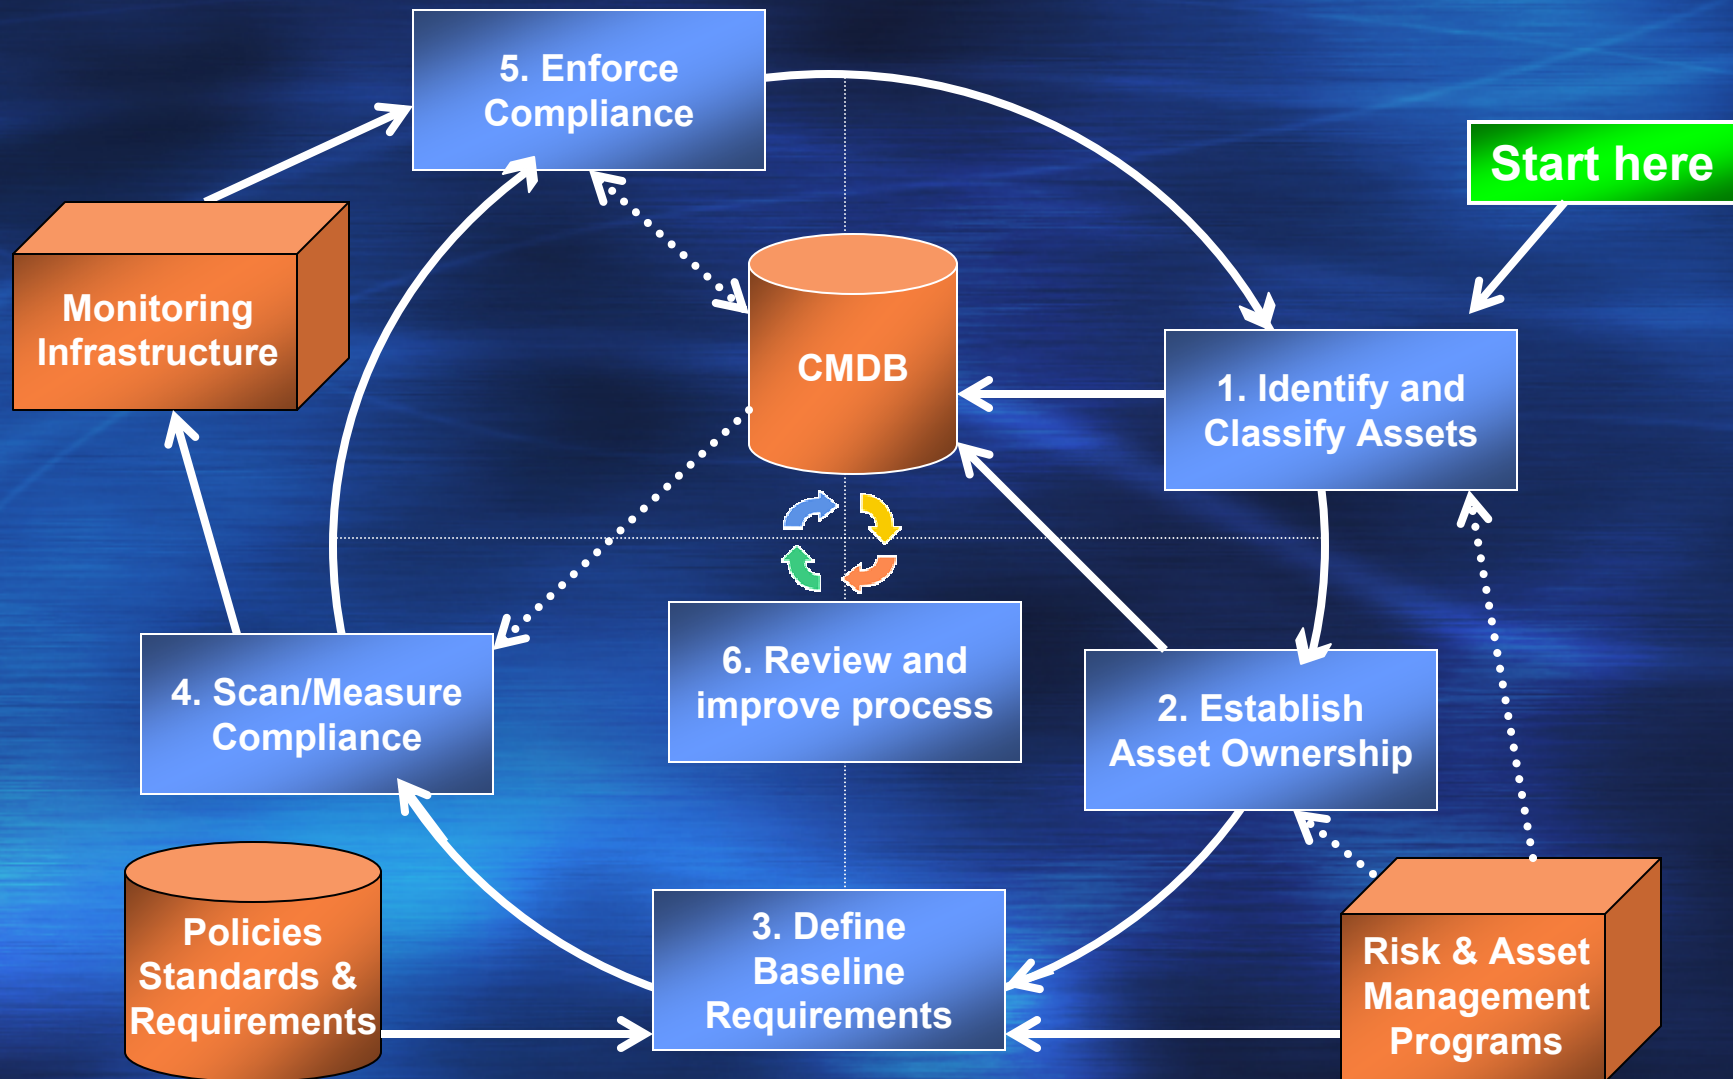 5. Enforce
Compliance
Start here
Monitoring
Infrastructure
CMDB
1. Identify and
Classify Assets
4. Scan/Measure
Compliance
6. Review and
improve process
2. Establish
Asset Ownership
Policies
Standards &
Requirements
3. Define
Baseline
Requirements
Risk & Asset
Management
Programs